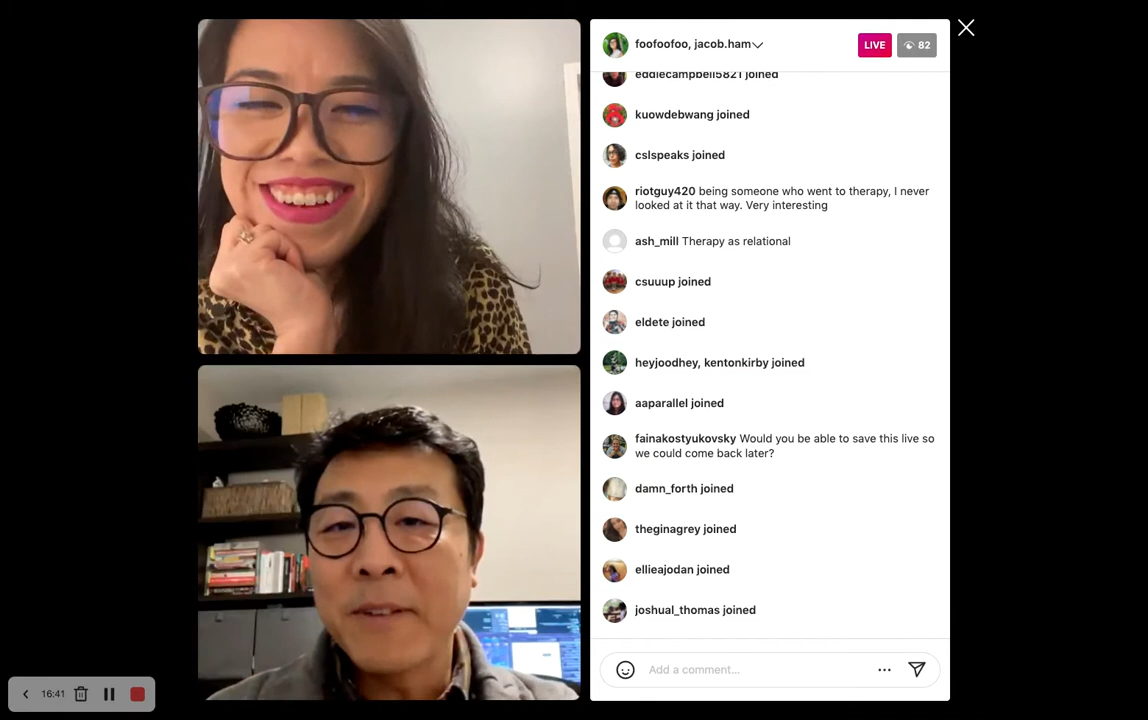 foofoofoo, jacob.ham
LIVE
82
eddiecampbell5821 joined
kuowdebwang joined
cslspeaks joined
riotguy420 being someone who went to therapy, I never
looked at it that way. Very interesting
ash_mill Therapy as relational
csuuup joined
eldete joined
heyjoodhey, kentonkirby joined
aaparallel joined
fainakostyukovsky Would you be able to save this live so
we could come back later?
damn_forth joined
theginagrey joined
ellieajodan joined
joshual_thomas joined
Add a comment...
16:41